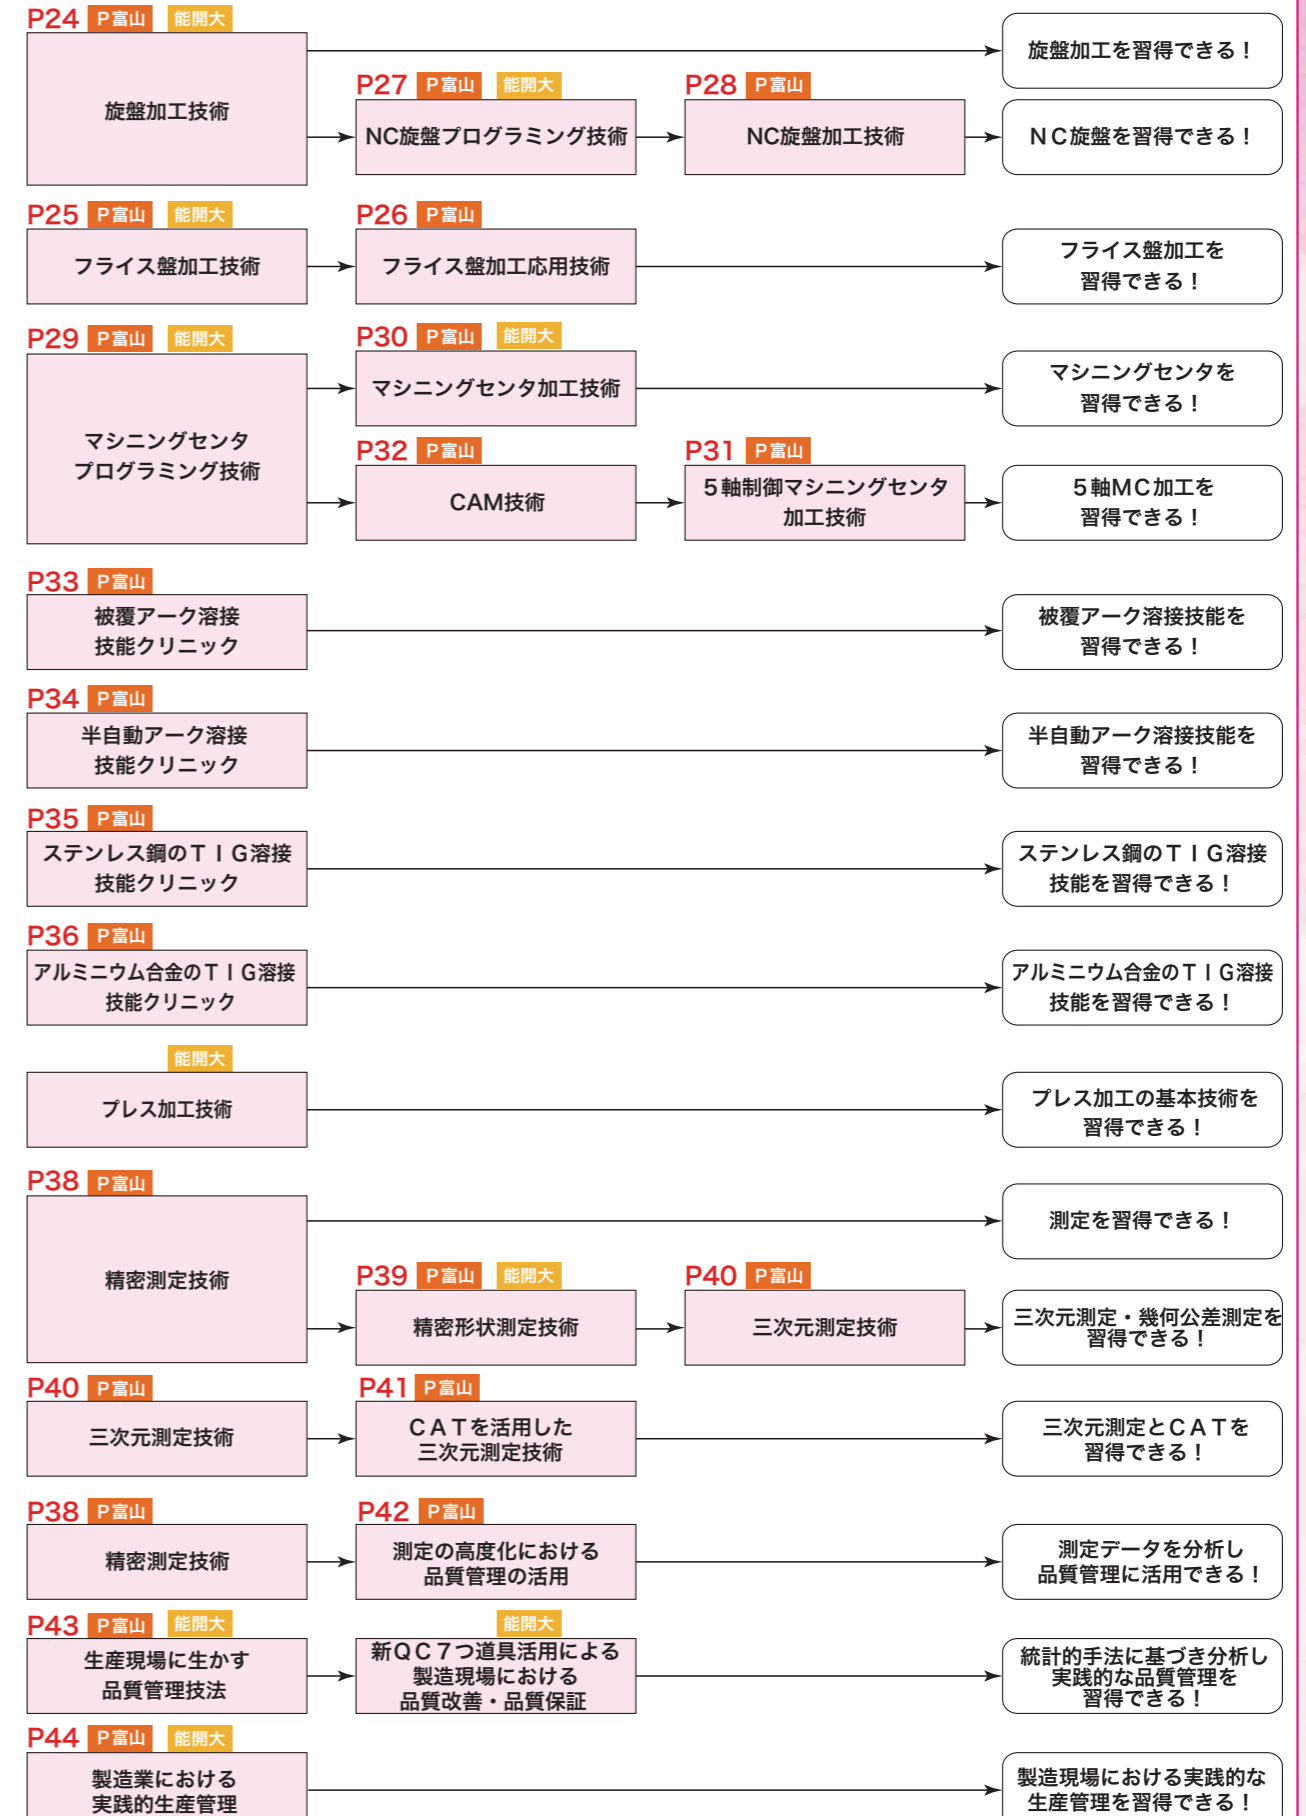 P24 P富山 能開大
旋盤加工技術
旋盤加工を習得できる！
P27 P富山 能開大
NC旋盤プログラミング技術
P28 P富山
NC旋盤加工技術
ＮＣ旋盤を習得できる！
P25 P富山 能開大
フライス盤加工技術
P26 P富山
フライス盤加工応用技術
フライス盤加工を
習得できる！
P29 P富山 能開大
マシニングセンタ
プログラミング技術
P30 P富山 能開大
マシニングセンタ加工技術
マシニングセンタを
習得できる！
P32 P富山
CAM技術
P31 P富山
５軸制御マシニングセンタ
加工技術
５軸ＭＣ加工を
習得できる！
P33 P富山
被覆アーク溶接
技能クリニック
被覆アーク溶接技能を
習得できる！
P34 P富山
半自動アーク溶接
技能クリニック
半自動アーク溶接技能を
習得できる！
P35 P富山
ステンレス鋼のＴＩＧ溶接
技能クリニック
ステンレス鋼のＴＩＧ溶接
技能を習得できる！
P36 P富山
アルミニウム合金のＴＩＧ溶接
技能クリニック
アルミニウム合金のＴＩＧ溶接
技能を習得できる！
能開大
プレス加工技術
プレス加工の基本技術を
習得できる！
P38 P富山
精密測定技術
測定を習得できる！
P39 P富山 能開大
精密形状測定技術
P40 P富山
三次元測定技術
三次元測定・幾何公差測定を
習得できる！
P40 P富山
三次元測定技術
P41 P富山
ＣＡＴを活用した
三次元測定技術
三次元測定とＣＡＴを
習得できる！
P38 P富山
精密測定技術
P42 P富山
測定の高度化における
品質管理の活用
測定データを分析し
品質管理に活用できる！
P43 P富山 能開大
生産現場に生かす
品質管理技法
能開大
新ＱＣ７つ道具活用による
製造現場における
品質改善・品質保証
統計的手法に基づき分析し
実践的な品質管理を
習得できる！
P44 P富山 能開大
製造業における
実践的生産管理
製造現場における実践的な
生産管理を習得できる！